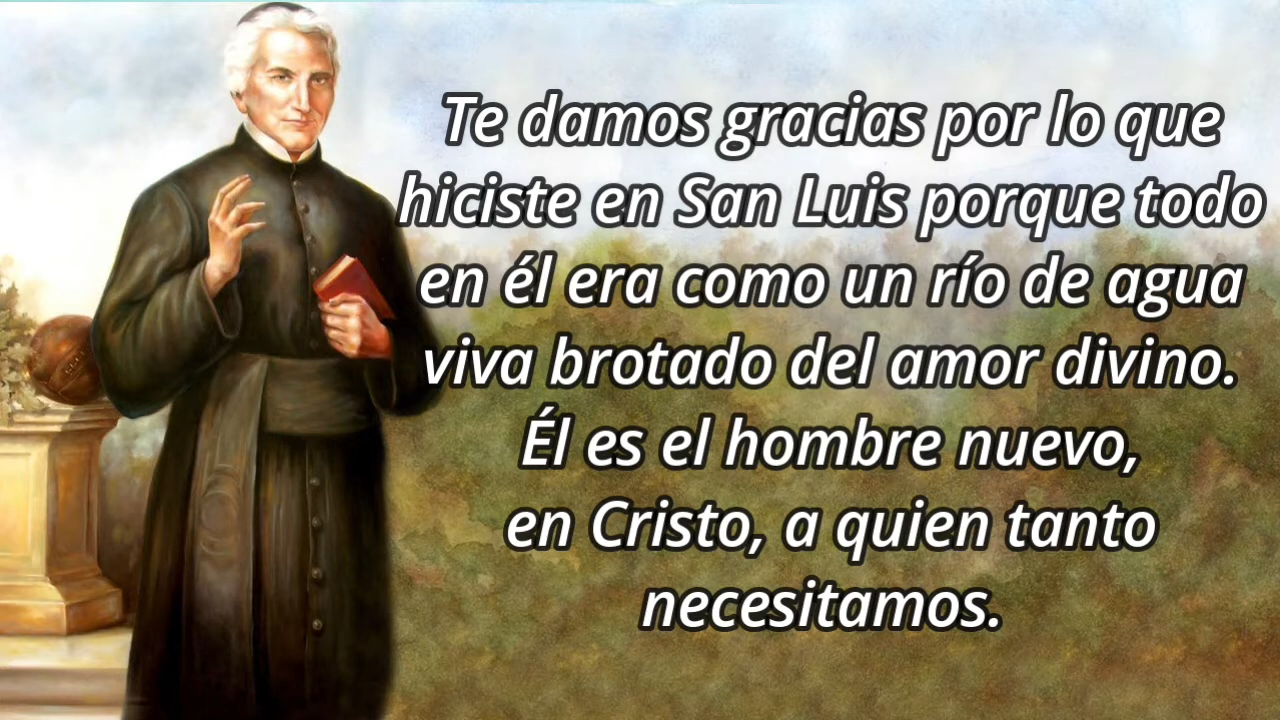 Te damos gracias por lo que
hiciste en San Luis porque todo
en él era como un río de agua
viva brotado del amor divino.
Él es el hombre nuevo,
en Cristo, a quien tanto
necesitamos.